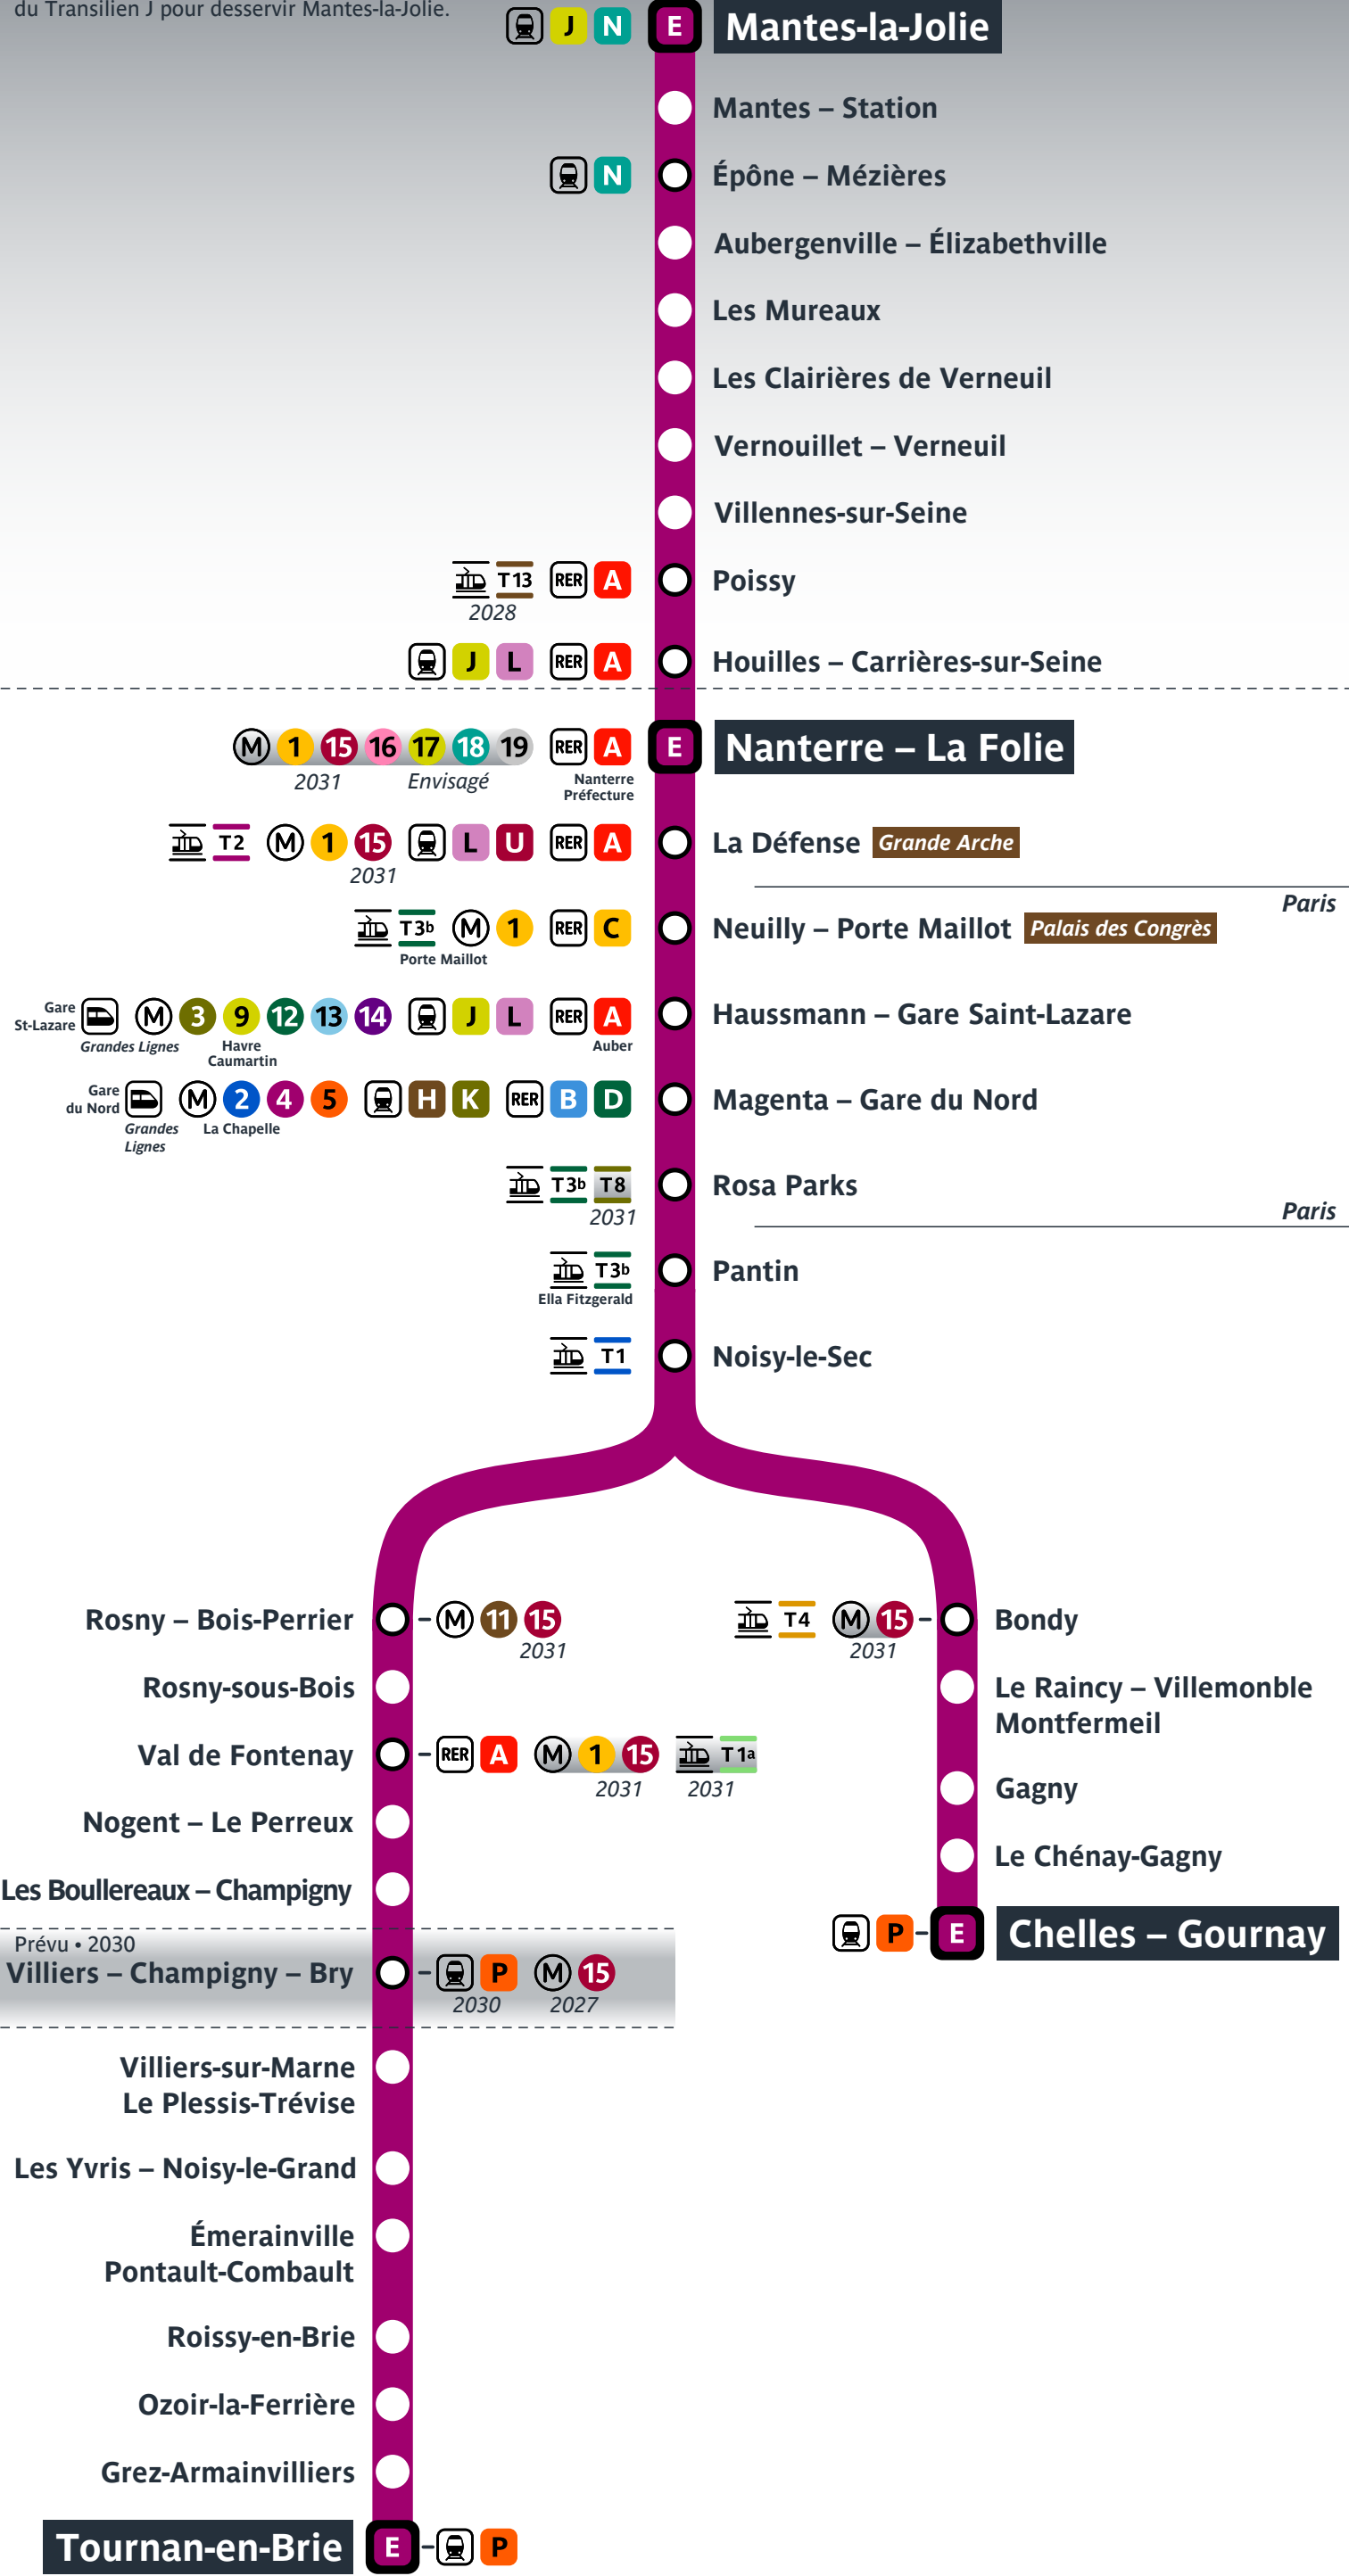 du Transilien J pour desservir Mantes-la-Jolie.
J N E Mantes-la-Jolie
Mantes – Station
N Épône – Mézières
Aubergenville – Élizabethville
Les Mureaux
Les Clairières de Verneuil
Vernouillet – Verneuil
Villennes-sur-Seine
T13 RER A Poissy
2028
J L RER A Houilles – Carrières-sur-Seine
M 1 15 16 17 18 19 RER A E Nanterre – La Folie
2031 Envisagé Nanterre
Préfecture
T2 M 1 15 L U RER A La Défense Grande Arche
2031
Paris
T3b M 1 RER C Neuilly – Porte Maillot Palais des Congrès
Porte Maillot
Gare
St-Lazare M 3 9 12 13 14 J L RER A Haussmann – Gare Saint-Lazare
Grandes Lignes Havre Auber
Caumartin
Gare
du Nord M 2 4 5 H K RER B D Magenta – Gare du Nord
Grandes La Chapelle
Lignes
T3b T8 Rosa Parks
2031
Paris
T3b Pantin
Ella Fitzgerald
T1 Noisy-le-Sec
Rosny – Bois-Perrier M 11 15
2031
Rosny-sous-Bois
Val de Fontenay RER A M 1 15 T1a
2031 2031
Nogent – Le Perreux
Les Boullereaux – Champigny
Prévu • 2030
Villiers – Champigny – Bry P M 15
2030 2027
Villiers-sur-Marne
Le Plessis-Trévise
Les Yvris – Noisy-le-Grand
Émerainville
Pontault-Combault
Roissy-en-Brie
Ozoir-la-Ferrière
Grez-Armainvilliers
Tournan-en-Brie E P
T4 M 15 Bondy
2031
Le Raincy – Villemonble
Montfermeil
Gagny
Le Chénay-Gagny
P E Chelles – Gournay